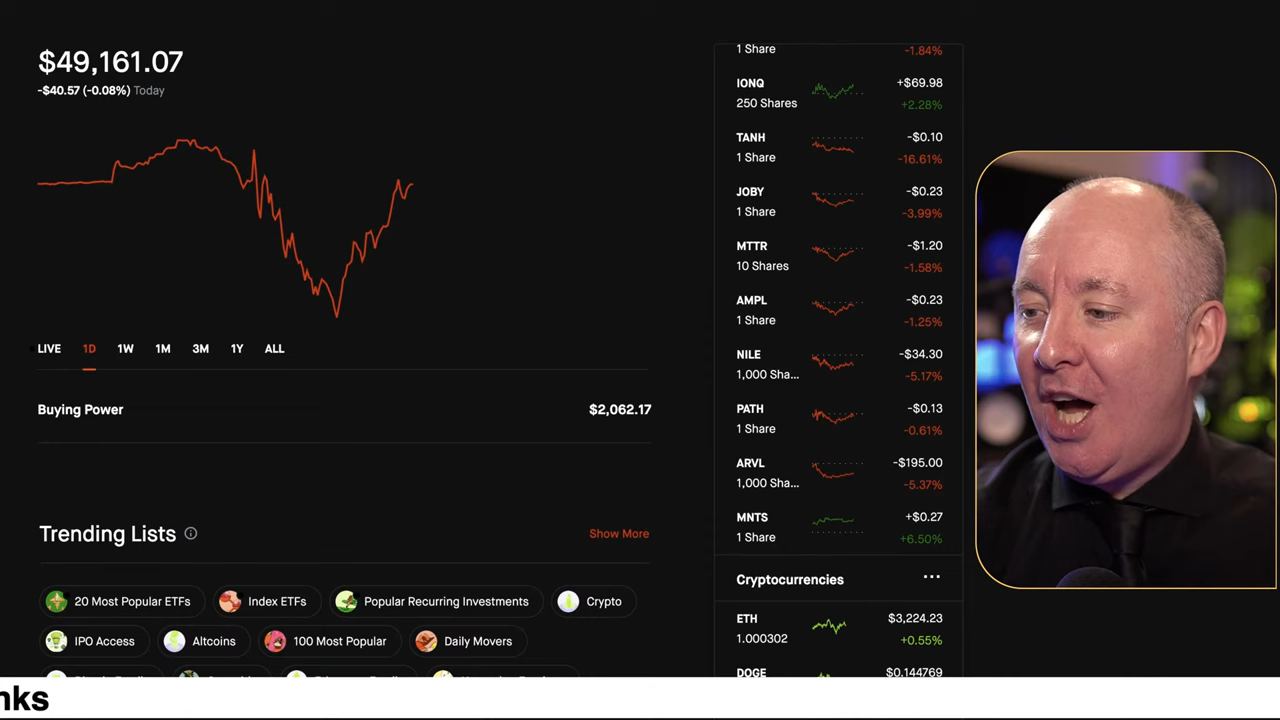 $49,161.07
-$40.57 (-0.08%) Today
LIVE 1D 1W 1M 3M 1Y ALL
Buying Power $2,062.17
Trending Lists Show More
20 Most Popular ETFs Index ETFs Popular Recurring Investments Crypto
IPO Access Altcoins 100 Most Popular Daily Movers
1 Share -1.84%
IONQ +$69.98
250 Shares +2.28%
TANH -$0.10
1 Share -16.61%
JOBY -$0.23
1 Share -3.99%
MTTR -$1.20
10 Shares -1.58%
AMPL -$0.23
1 Share -1.25%
NILE -$34.30
1,000 Sha... -5.17%
PATH -$0.13
1 Share -0.61%
ARVL -$195.00
1,000 Sha... -5.37%
MNTS +$0.27
1 Share +6.50%
Cryptocurrencies ...
ETH $3,224.23
1.000302 +0.55%
DOGE $0.144769
nks